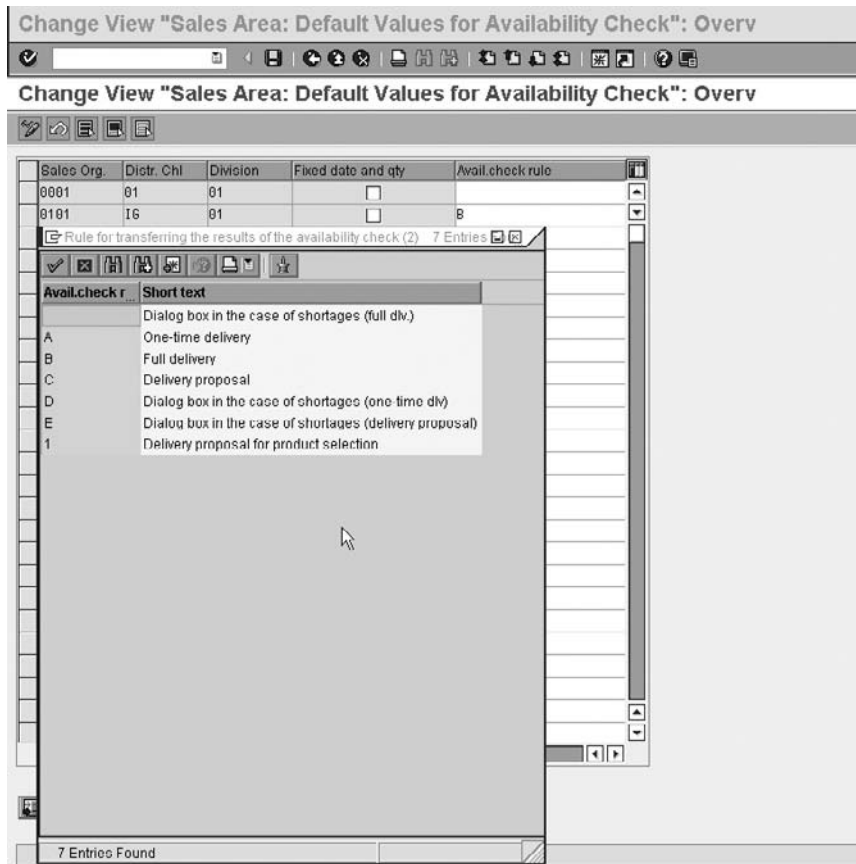 Change View "Sales Area: Default Values for Availability Check": Overv
Change View "Sales Area: Default Values for Availability Check": Overv
Sales Org. Distr. Chl Division Fixed date and qty Avail.check rule
0001 01 01
0101 IG 01 B
Rule for transferring the results of the availability check (2) 7 Entries
Avail.check r... Short text
Dialog box in the case of shortages (full dlv.)
A One-time delivery
B Full delivery
C Delivery proposal
D Dialog box in the case of shortages (one-time dlv)
E Dialog box in the case of shortages (delivery proposal)
1 Delivery proposal for product selection
7 Entries Found